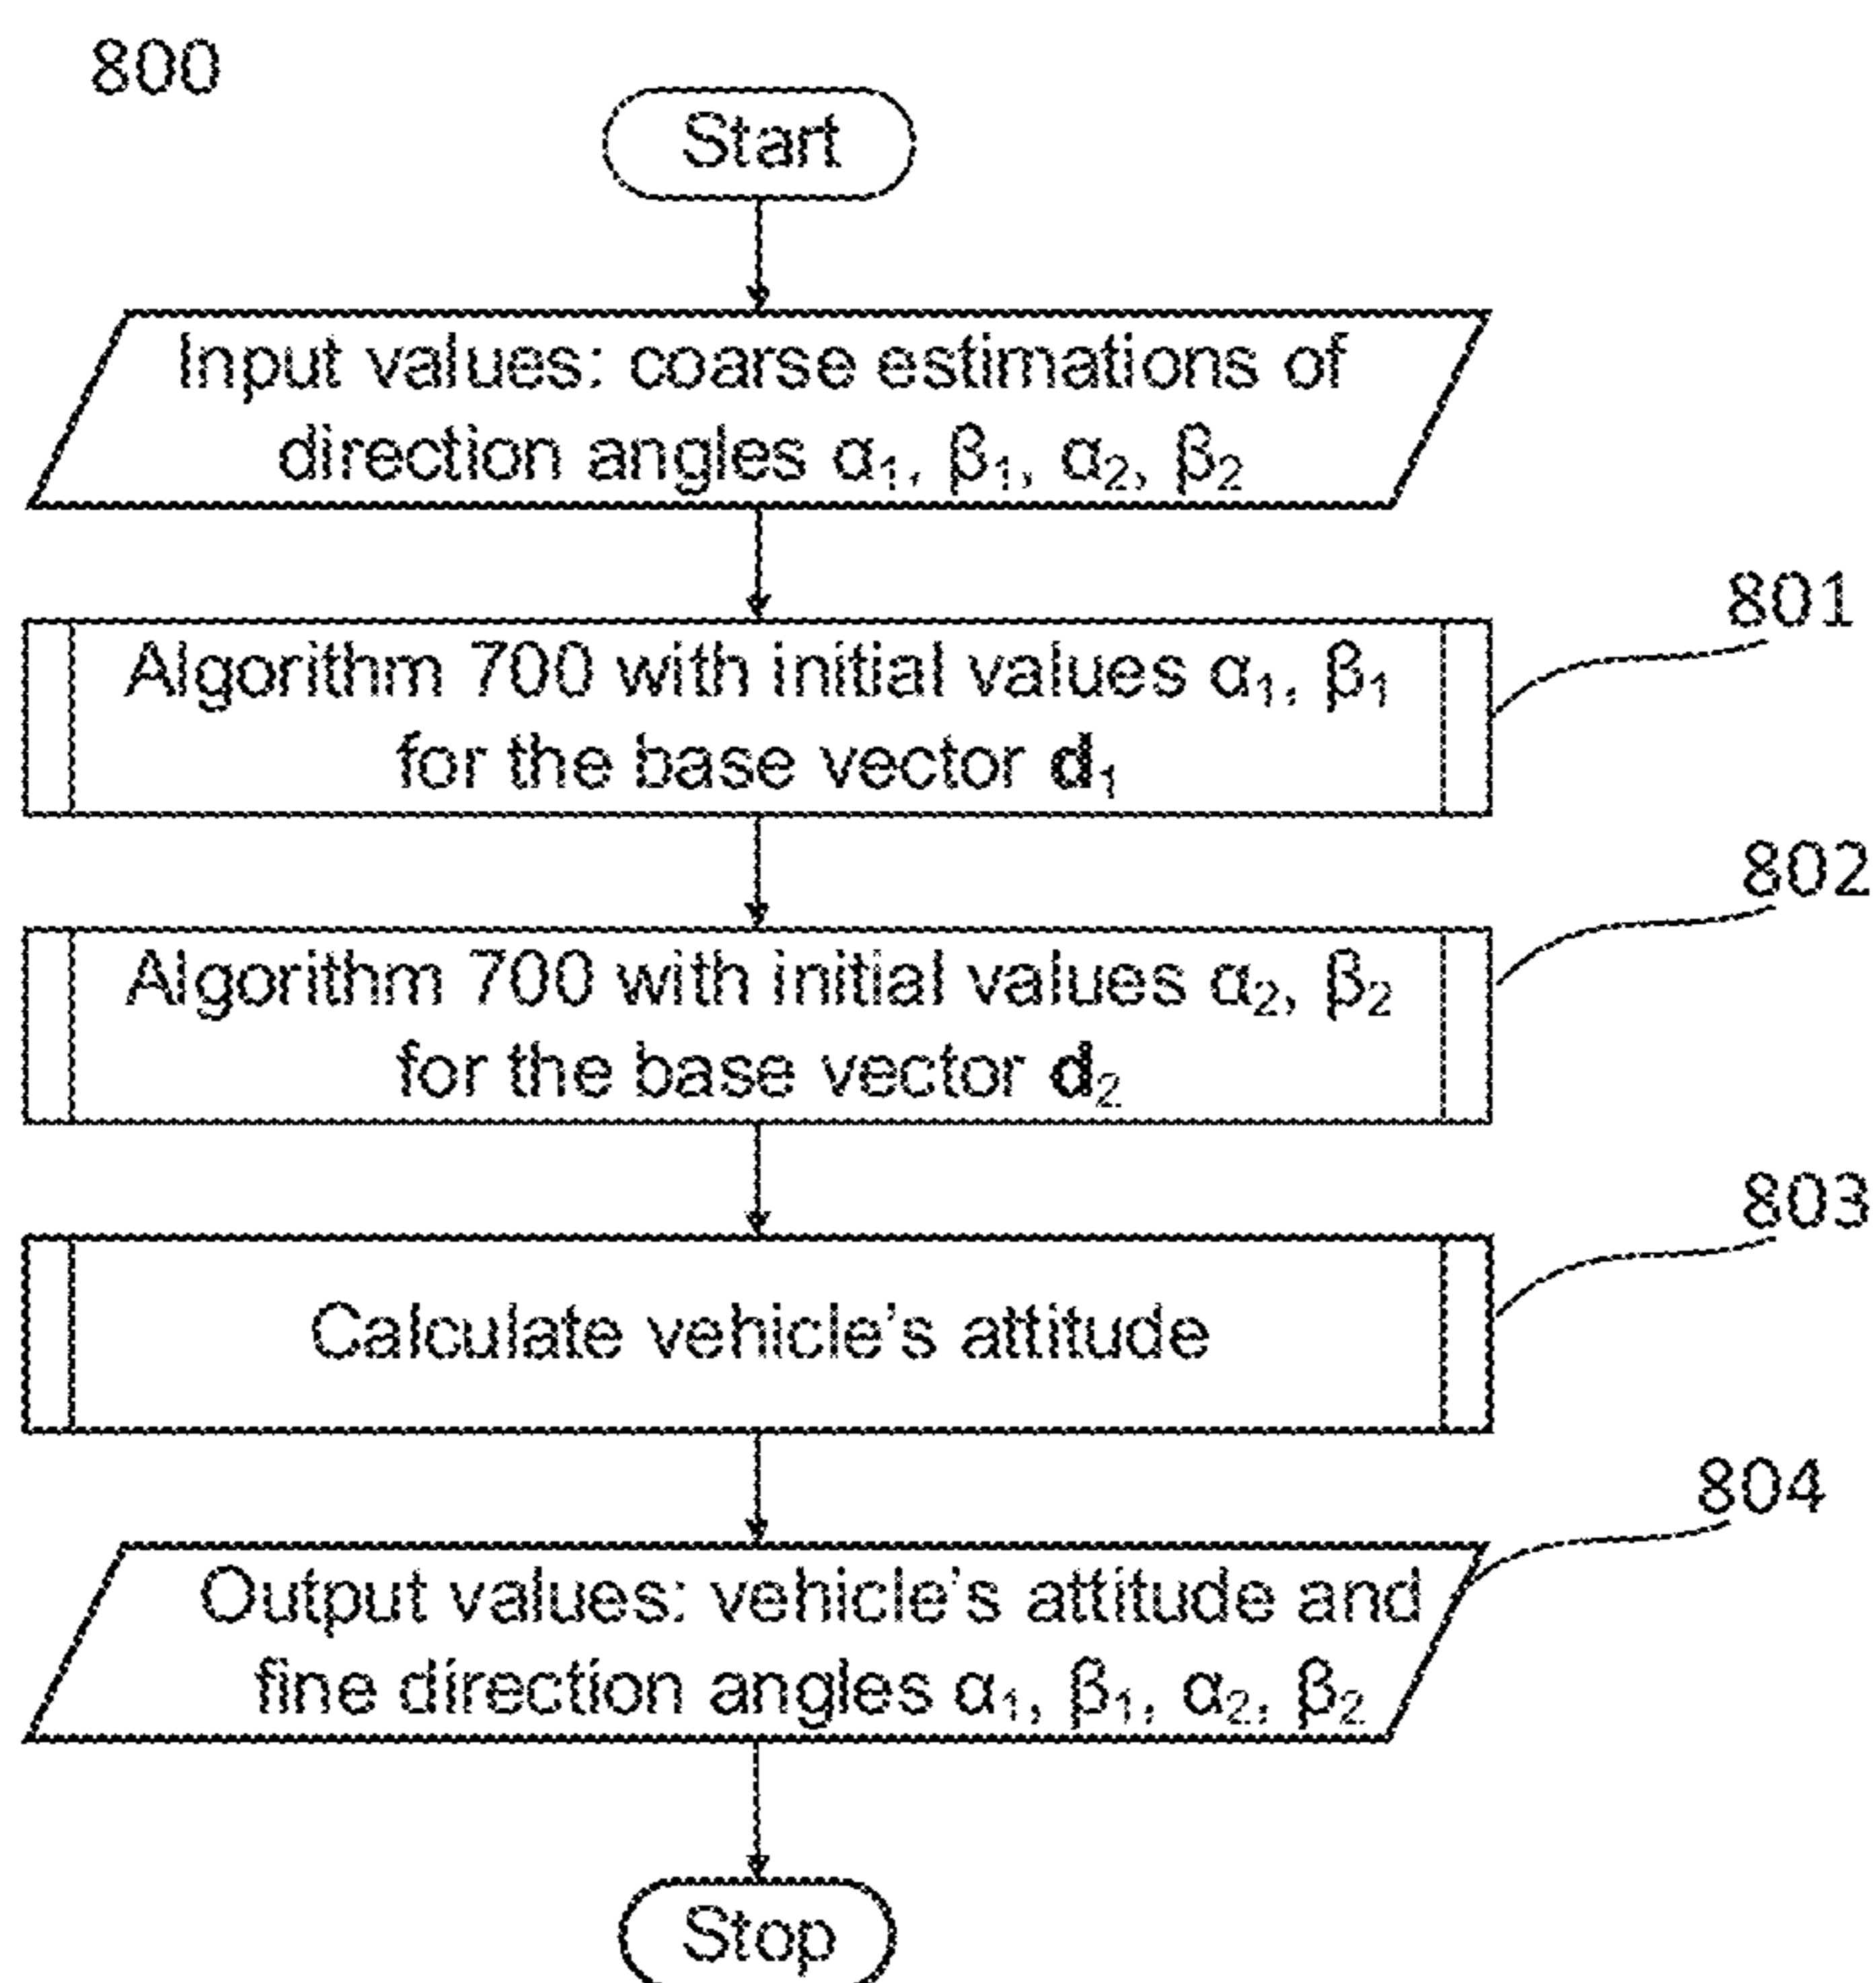 800
Start
Input values: coarse estimations of
direction angles α₁, β₁, α₂, β₂
801
Algorithm 700 with initial values α₁, β₁
for the base vector d₁
802
Algorithm 700 with initial values α₂, β₂
for the base vector d₂
803
Calculate vehicle's attitude
804
Output values: vehicle's attitude and
fine direction angles α₁, β₁, α₂, β₂
Stop